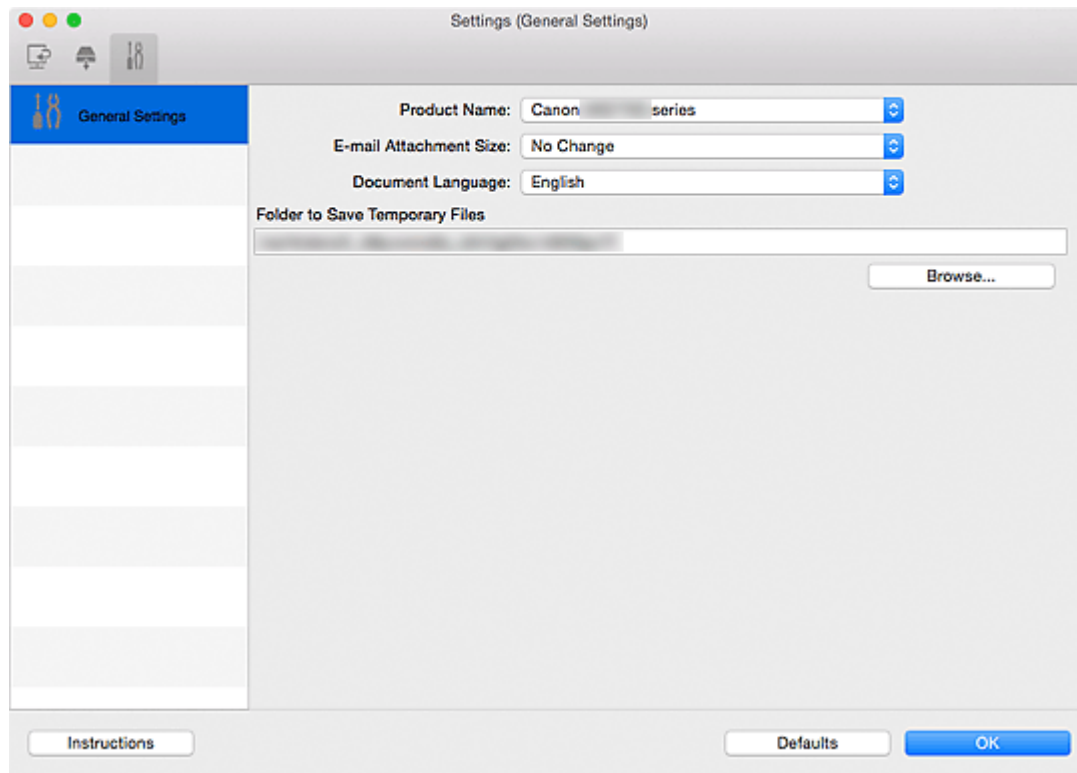 Settings (General Settings)
General Settings
Product Name: Canon series
E-mail Attachment Size: No Change
Document Language: English
Folder to Save Temporary Files
Browse...
Instructions Defaults OK